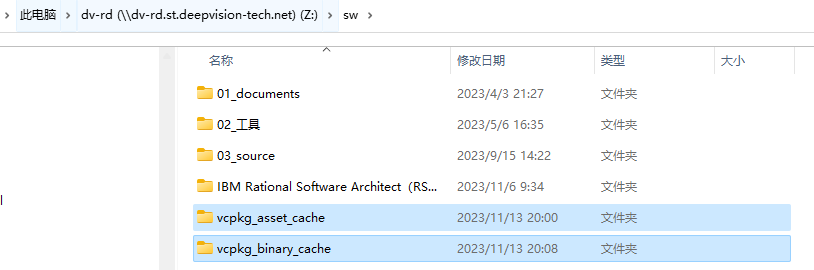 此电脑 dv-rd (\\dv-rd.st.deepvision-tech.net) (Z:) sw
名称 修改日期 类型 大小
01_documents 2023/4/3 21:27 文件夹
02_工具 2023/5/6 16:35 文件夹
03_source 2023/9/15 14:22 文件夹
IBM Rational Software Architect（RS... 2023/11/6 9:34 文件夹
vcpkg_asset_cache 2023/11/13 20:00 文件夹
vcpkg_binary_cache 2023/11/13 20:08 文件夹